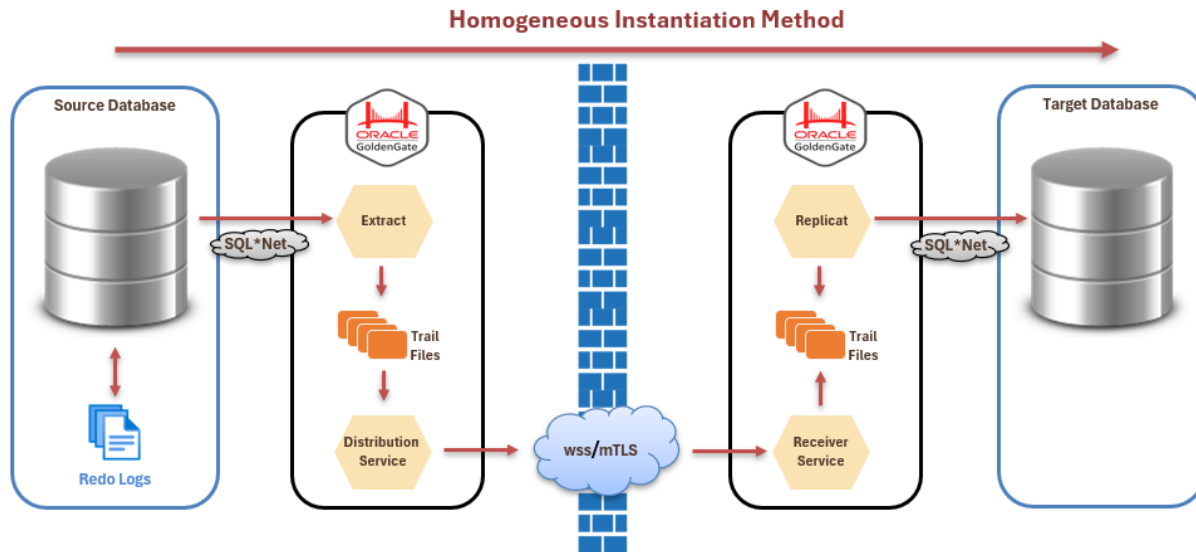 Homogeneous Instantiation Method
Source Database
ORACLE
GoldenGate
ORACLE
GoldenGate
Target Database
Extract
Replicat
SQL*Net
SQL*Net
Trail
Files
Trail
Files
Distribution
Service
wss/mTLS
Receiver
Service
Redo Logs